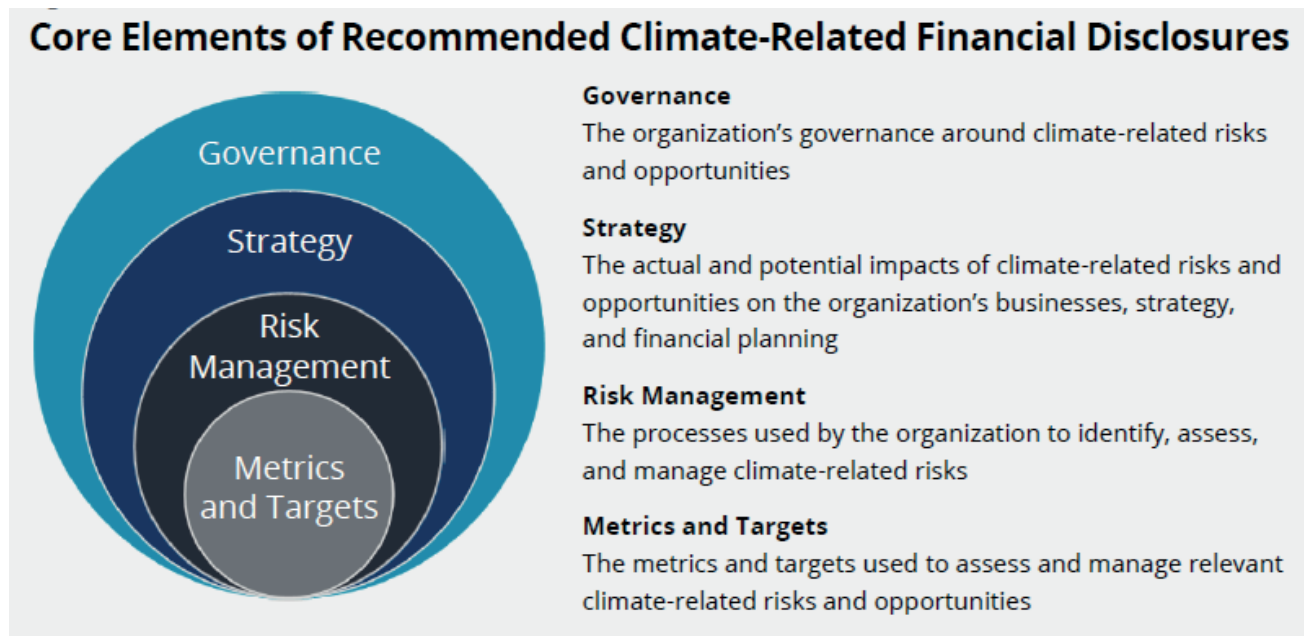 Core Elements of Recommended Climate-Related Financial Disclosures
Governance
Strategy
Risk
Management
Metrics
and Targets
Governance
The organization’s governance around climate-related risks
and opportunities
Strategy
The actual and potential impacts of climate-related risks and
opportunities on the organization’s businesses, strategy,
and financial planning
Risk Management
The processes used by the organization to identify, assess,
and manage climate-related risks
Metrics and Targets
The metrics and targets used to assess and manage relevant
climate-related risks and opportunities